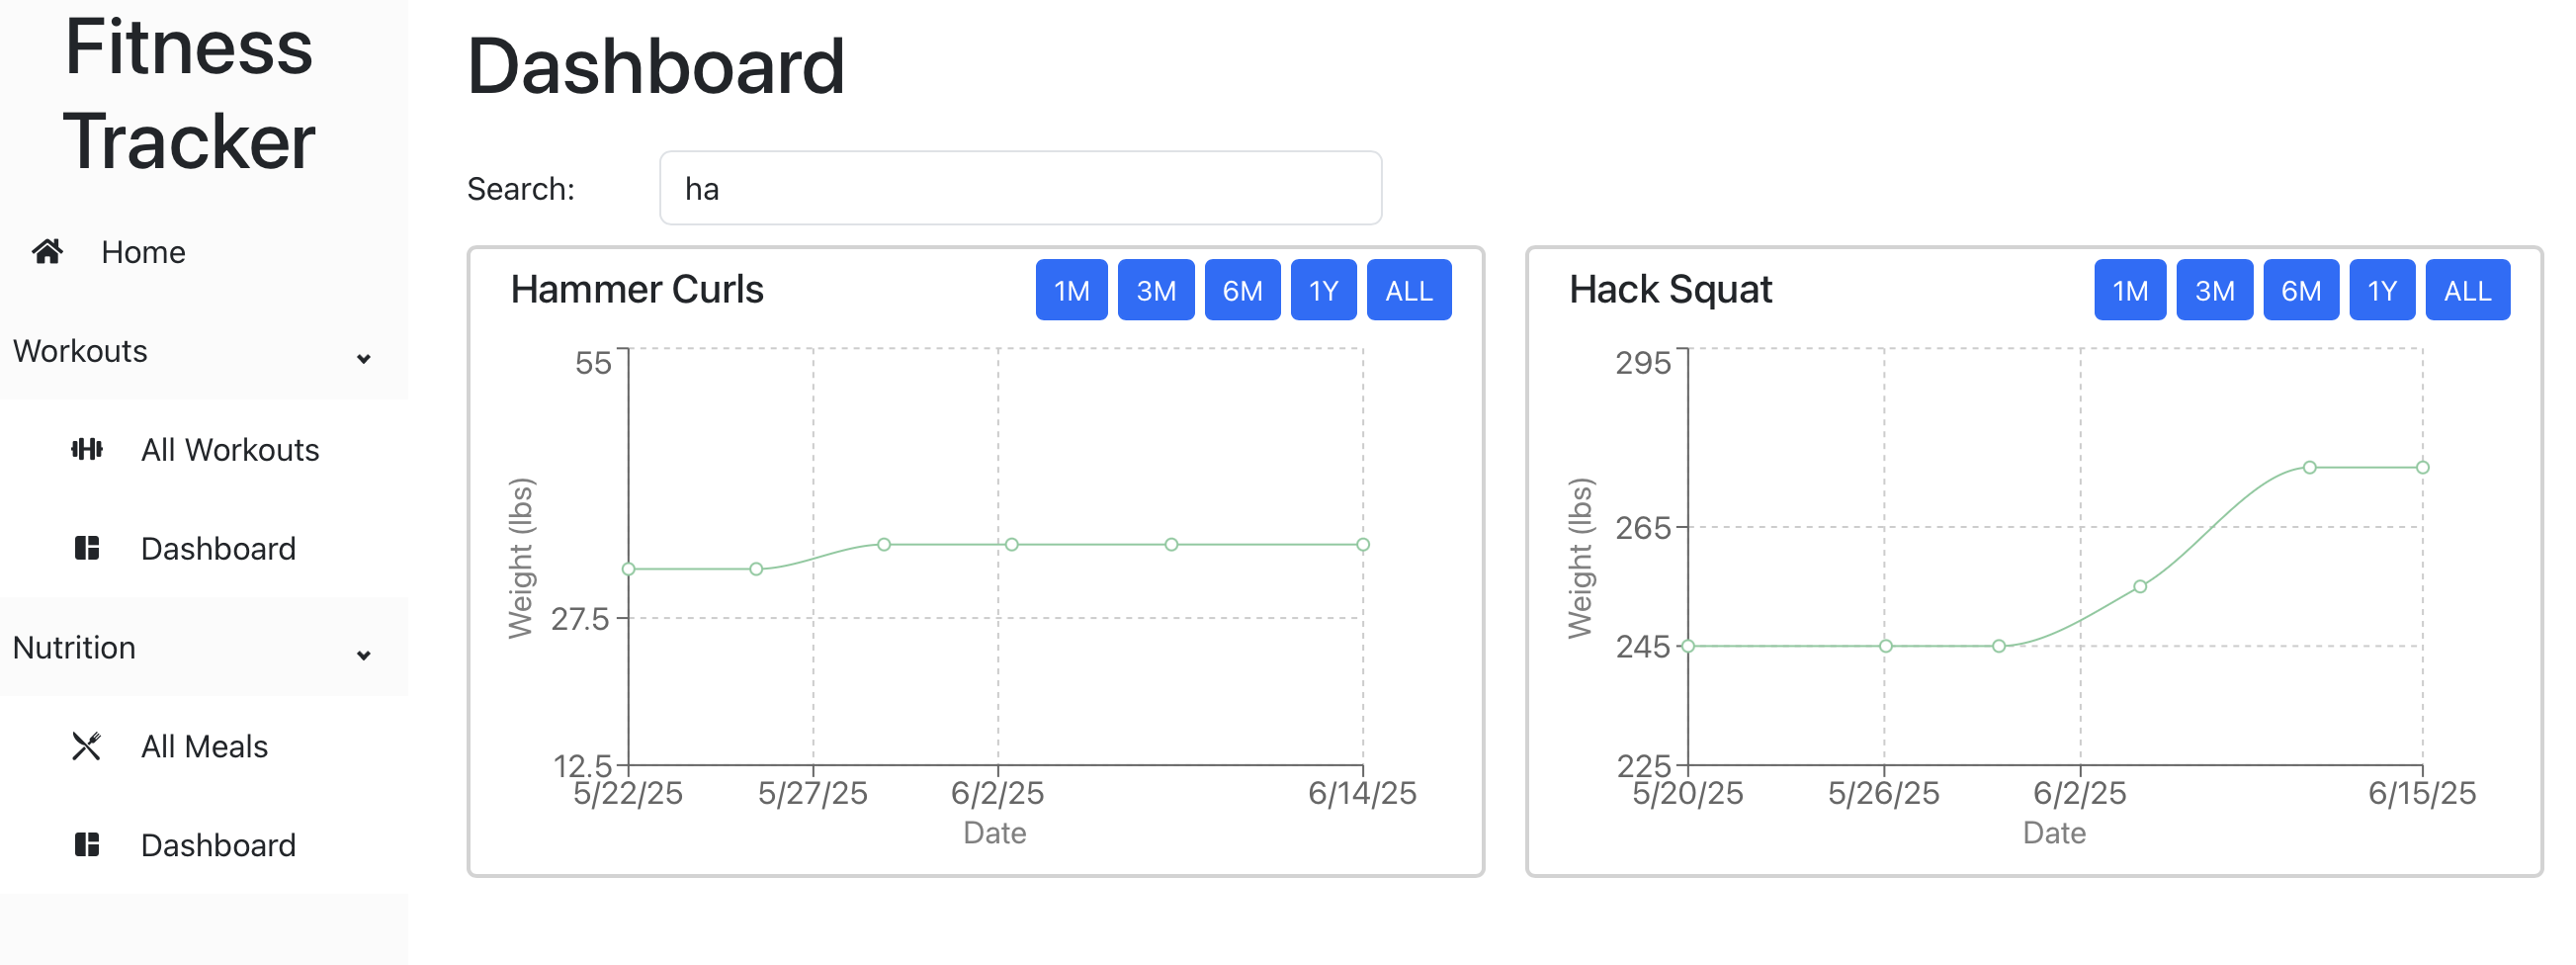 Fitness
Tracker
Home
Workouts
All Workouts
Dashboard
Nutrition
All Meals
Dashboard
Dashboard
Search:
ha
Hammer Curls
1M 3M 6M 1Y ALL
55
27.5
12.5
Weight (lbs)
5/22/25 5/27/25 6/2/25 6/14/25
Date
Hack Squat
1M 3M 6M 1Y ALL
295
265
245
225
Weight (lbs)
5/20/25 5/26/25 6/2/25 6/15/25
Date